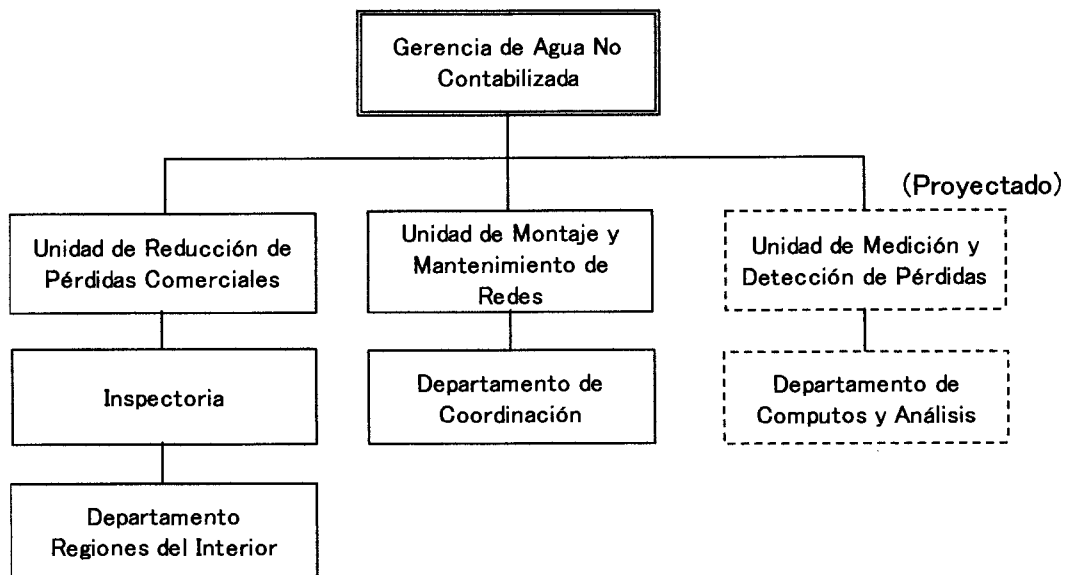 Gerencia de Agua No
Contabilizada
(Proyectado)
Unidad de Reducción de
Pérdidas Comerciales
Unidad de Montaje y
Mantenimiento de
Redes
Unidad de Medición y
Detección de Pérdidas
Inspectoria
Departamento de
Coordinación
Departamento de
Computos y Análisis
Departamento
Regiones del Interior